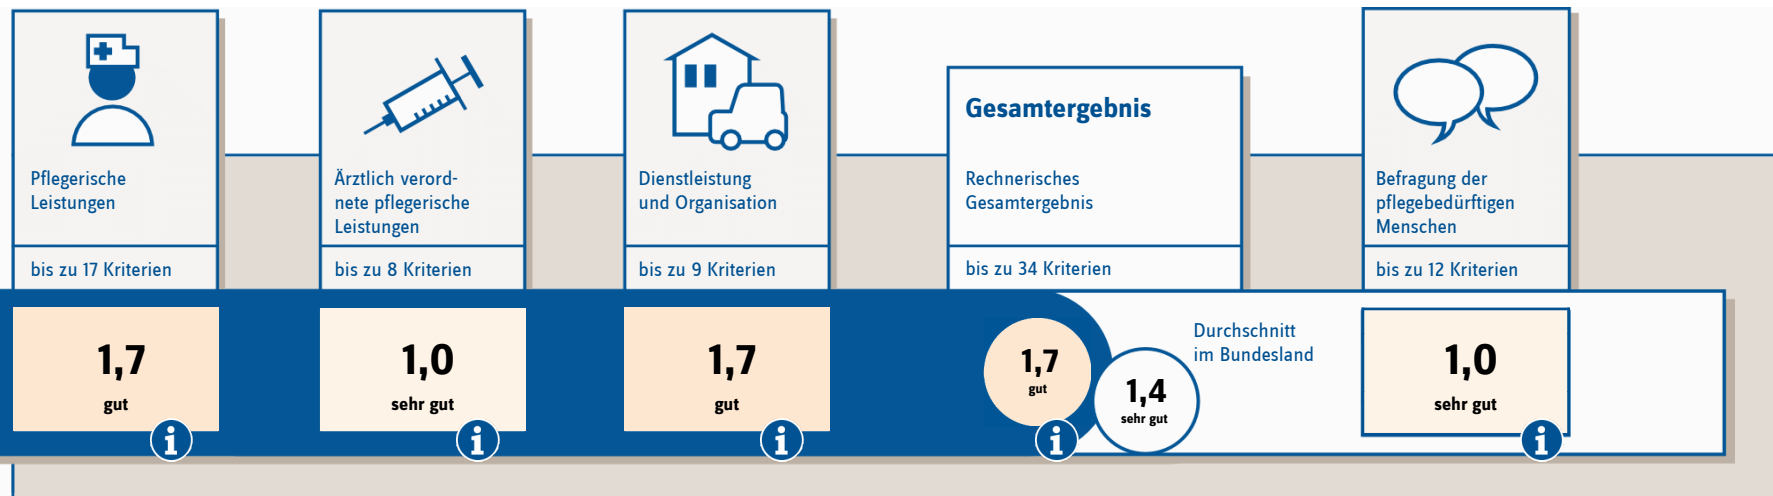 Pflegerische
Leistungen
bis zu 17 Kriterien
1,7
gut
i
Ärztlich verord-
nete pflegerische
Leistungen
bis zu 8 Kriterien
1,0
sehr gut
i
Dienstleistung
und Organisation
bis zu 9 Kriterien
1,7
gut
i
Gesamtergebnis
Rechnerisches
Gesamtergebnis
bis zu 34 Kriterien
1,7
gut
i
Durchschnitt
im Bundesland
1,4
sehr gut
Befragung der
pflegebedürftigen
Menschen
bis zu 12 Kriterien
1,0
sehr gut
i